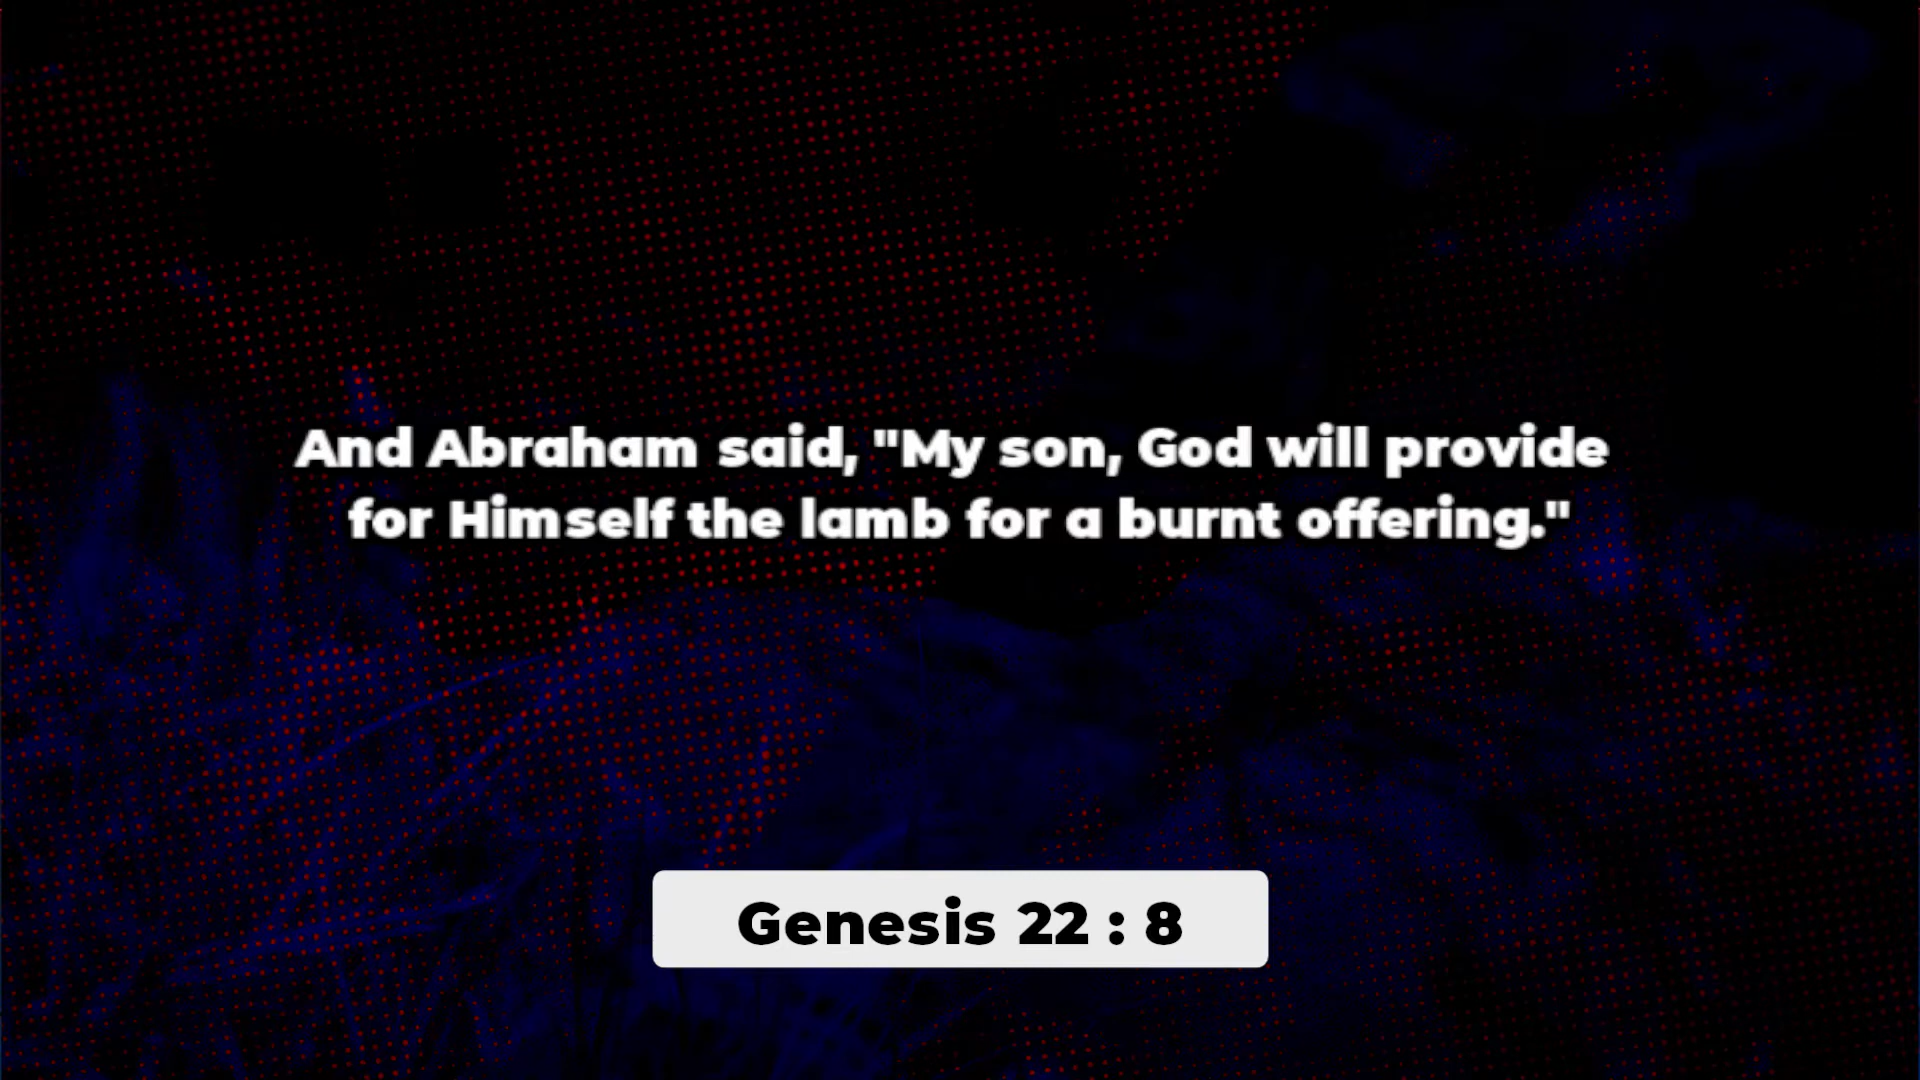 And Abraham said, "My son, God will provide
for Himself the lamb for a burnt offering."
Genesis 22 : 8